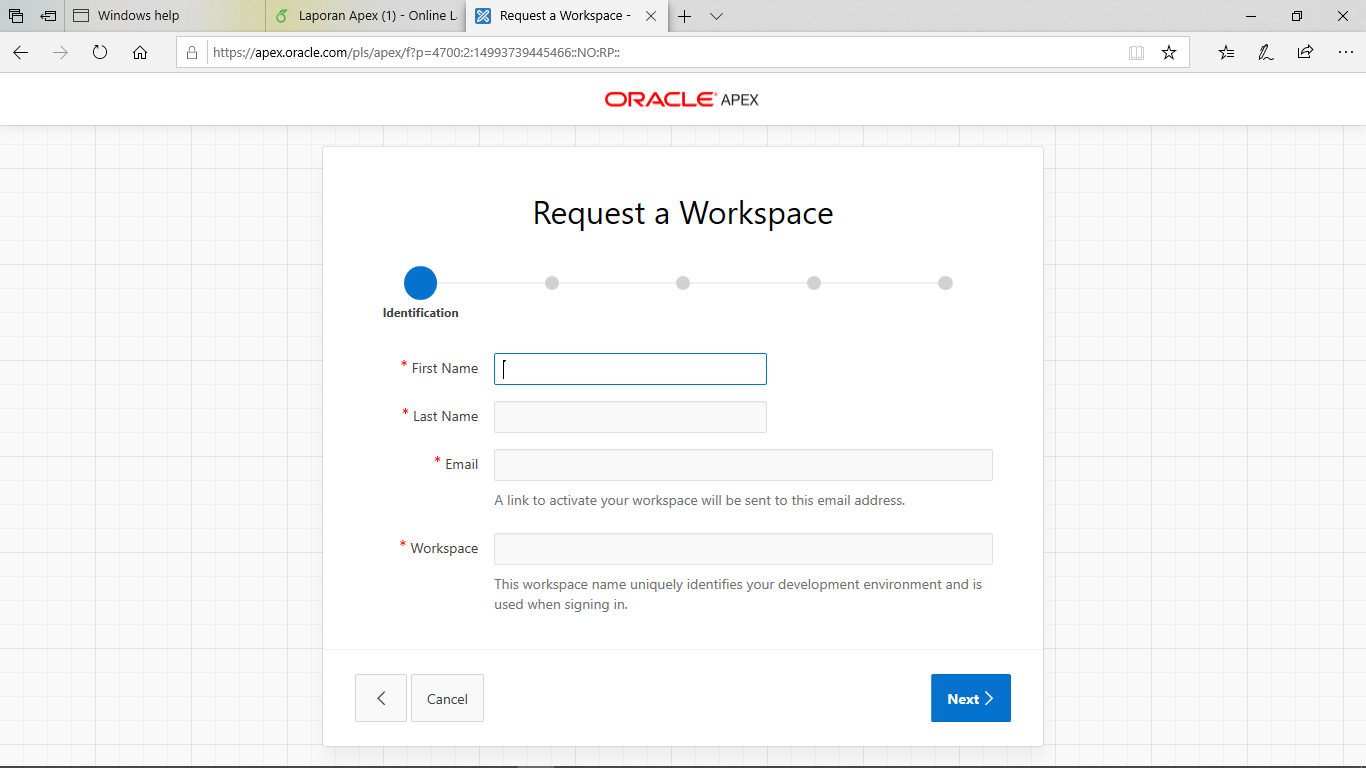 Windows help
Laporan Apex (1) - Online L
Request a Workspace -
https://apex.oracle.com/pls/apex/f?p=4700:2:14993739445466::NO:RP::
ORACLE APEX
Request a Workspace
Identification
* First Name
* Last Name
* Email
A link to activate your workspace will be sent to this email address.
* Workspace
This workspace name uniquely identifies your development environment and is
used when signing in.
Cancel
Next